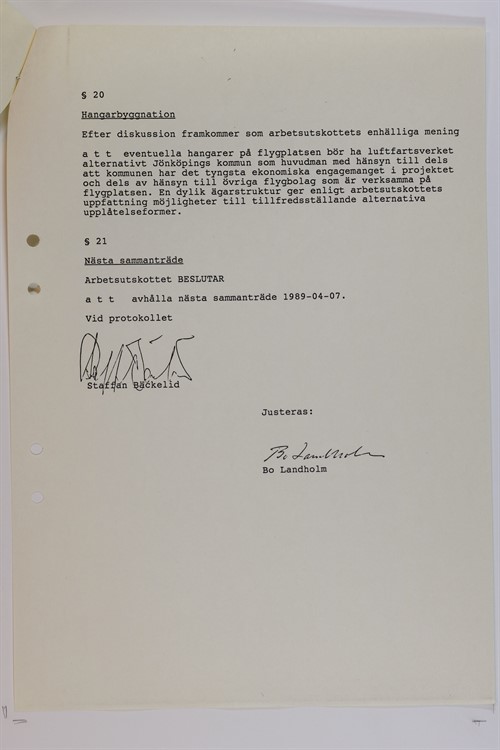 § 20
Hangarbyggnation
Efter diskussion framkommer som arbetsutskottets enhälliga mening
a t t eventuella hangarer på flygplatsen bör ha luftfartsverket
alternativt Jönköpings kommun som huvudman med hänsyn till dels
att kommunen har det tyngsta ekonomiska engagemanget i projektet
och dels av hänsyn till övriga flygbolag som är verksamma på
flygplatsen. En dylik ägarstruktur ger enligt arbetsutskottets
uppfattning möjligheter till tillfredsställande alternativa
upplåtelseformer.
§ 21
Nästa sammanträde
Arbetsutskottet BESLUTAR
a t t avhålla nästa sammanträde 1989-04-07.
Vid protokollet
Staffan Bäckelid
Justeras:
Bo Landholm
Bo Landholm